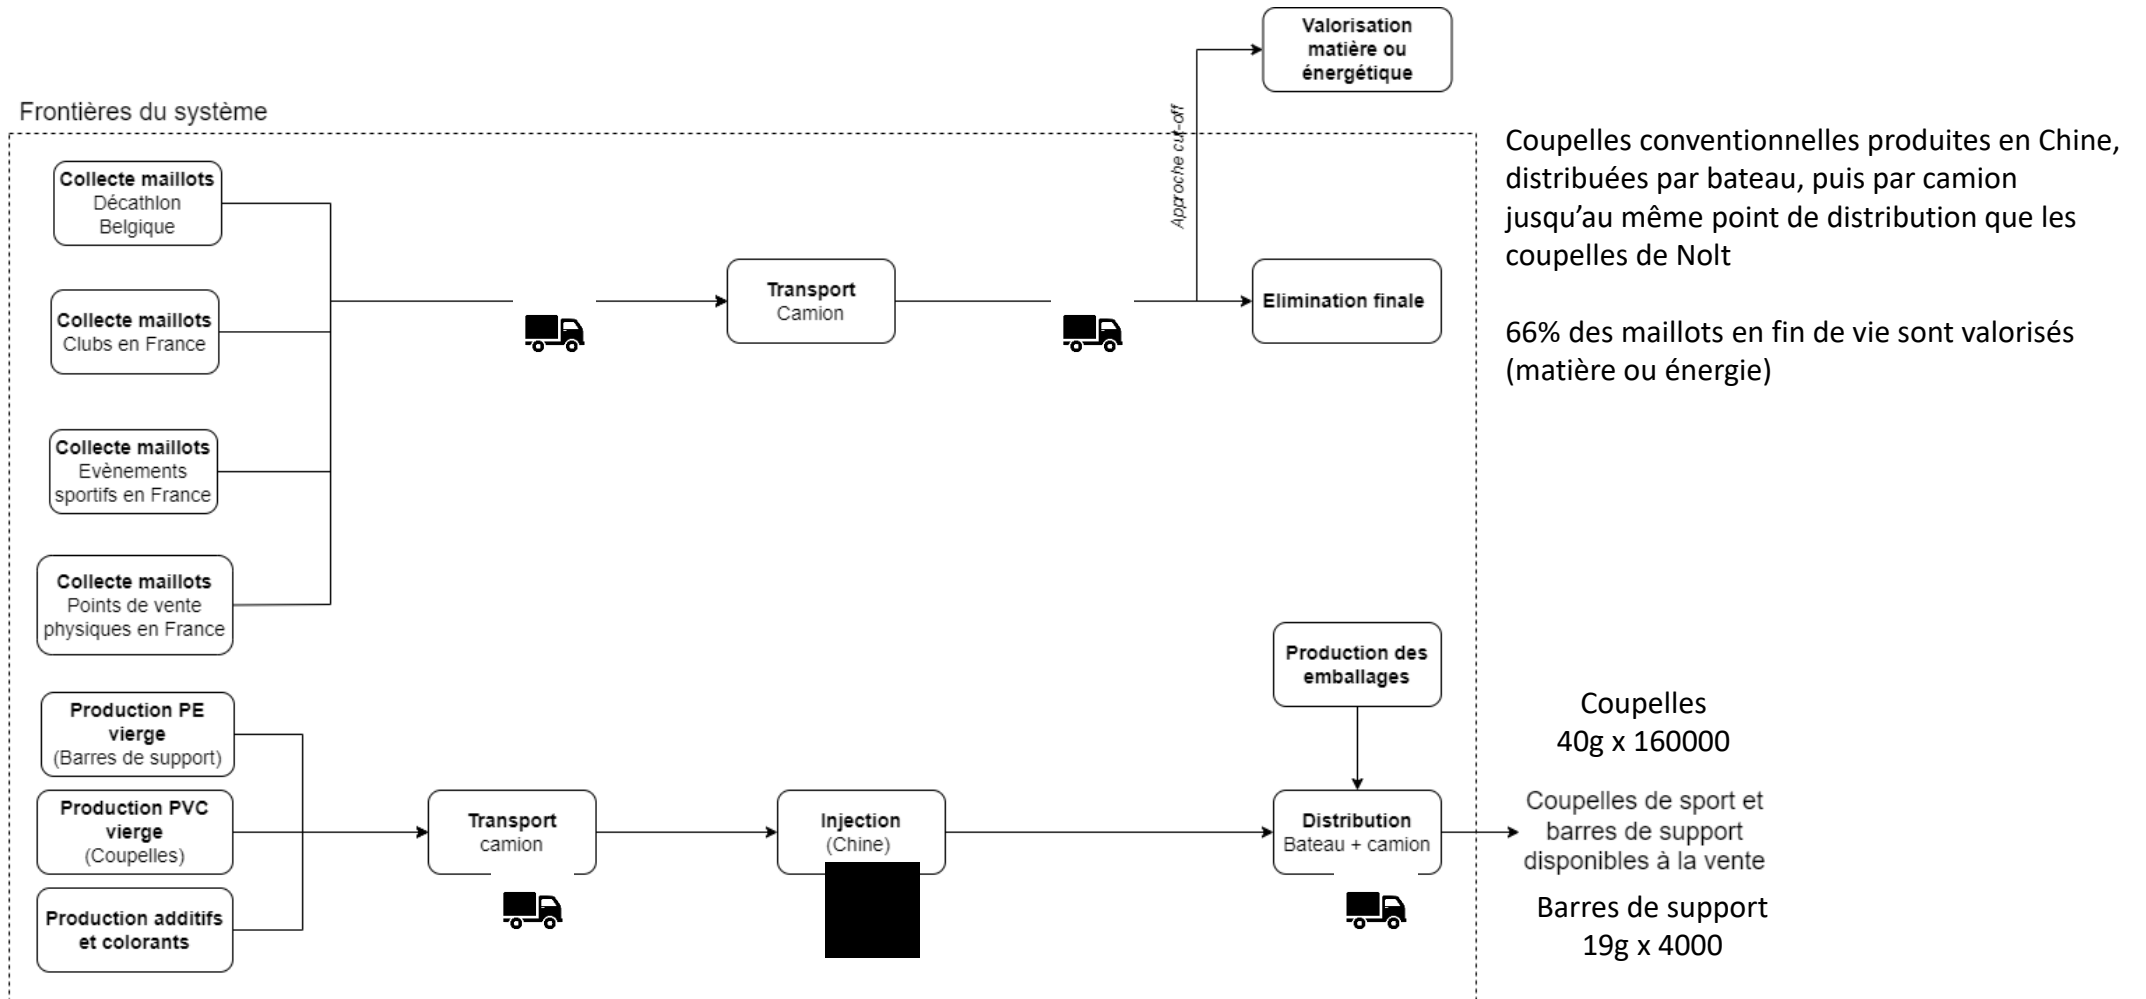 Valorisation
matière ou
énergétique
Frontières du système
Approche cut-off
Collecte maillots
Décathlon
Belgique
Collecte maillots
Clubs en France
Collecte maillots
Evènements
sportifs en France
Collecte maillots
Points de vente
physiques en France
Transport
Camion
Elimination finale
Coupelles conventionnelles produites en Chine,
distribuées par bateau, puis par camion
jusqu’au même point de distribution que les
coupelles de Nolt
66% des maillots en fin de vie sont valorisés
(matière ou énergie)
Production PE
vierge
(Barres de support)
Production PVC
vierge
(Coupelles)
Production additifs
et colorants
Transport
camion
Injection
(Chine)
Production des
emballages
Distribution
Bateau + camion
Coupelles
40g x 160000
Coupelles de sport et
barres de support
disponibles à la vente
Barres de support
19g x 4000